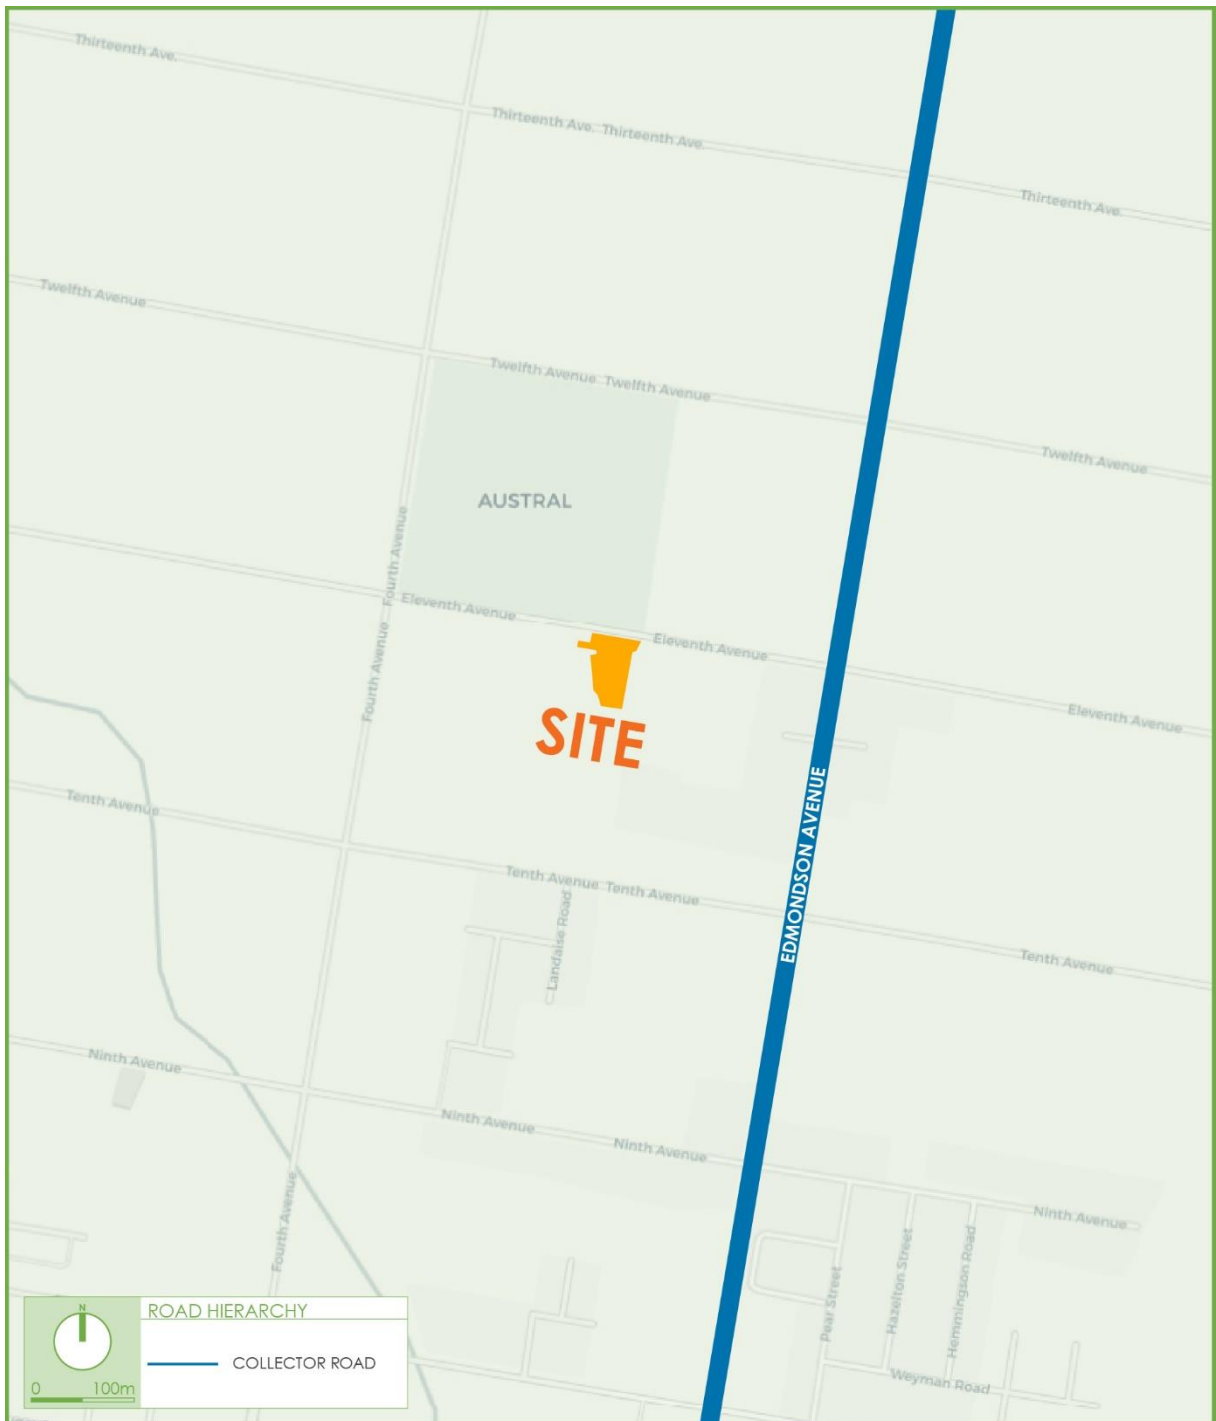 Thirteenth Ave.
Thirteenth Ave. Thirteenth Ave.
Thirteenth Ave.
Twelfth Avenue
Twelfth Avenue Twelfth Avenue
Twelfth Avenue
AUSTRAL
Fourth Avenue
Eleventh Avenue
Eleventh Avenue
Eleventh Avenue
Fourth Avenue
SITE
EDMONDSON AVENUE
Tenth Avenue
Tenth Avenue Tenth Avenue
Tenth Avenue
Landaise Road
Ninth Avenue
Ninth Avenue
Ninth Avenue
Ninth Avenue
Fourth Avenue
Pear Street
Hazelton Street
Hemmingson Road
Weyman Road
N
ROAD HIERARCHY
COLLECTOR ROAD
0 100m